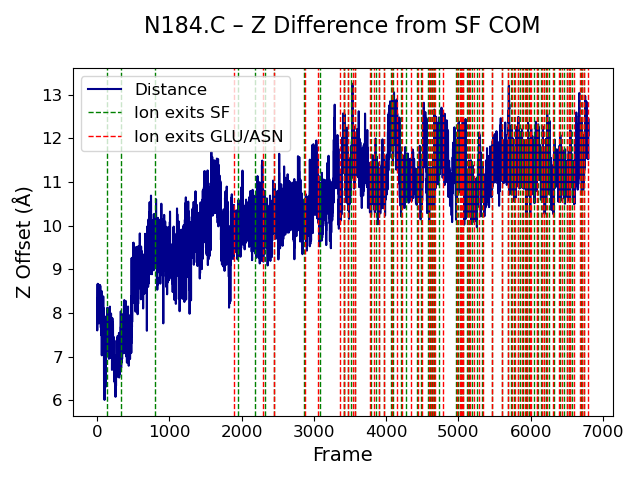 N184.C – Z Difference from SF COM
Distance
Ion exits SF
Ion exits GLU/ASN
Z Offset (Å)
13
12
11
10
9
8
7
6
0 1000 2000 3000 4000 5000 6000 7000
Frame